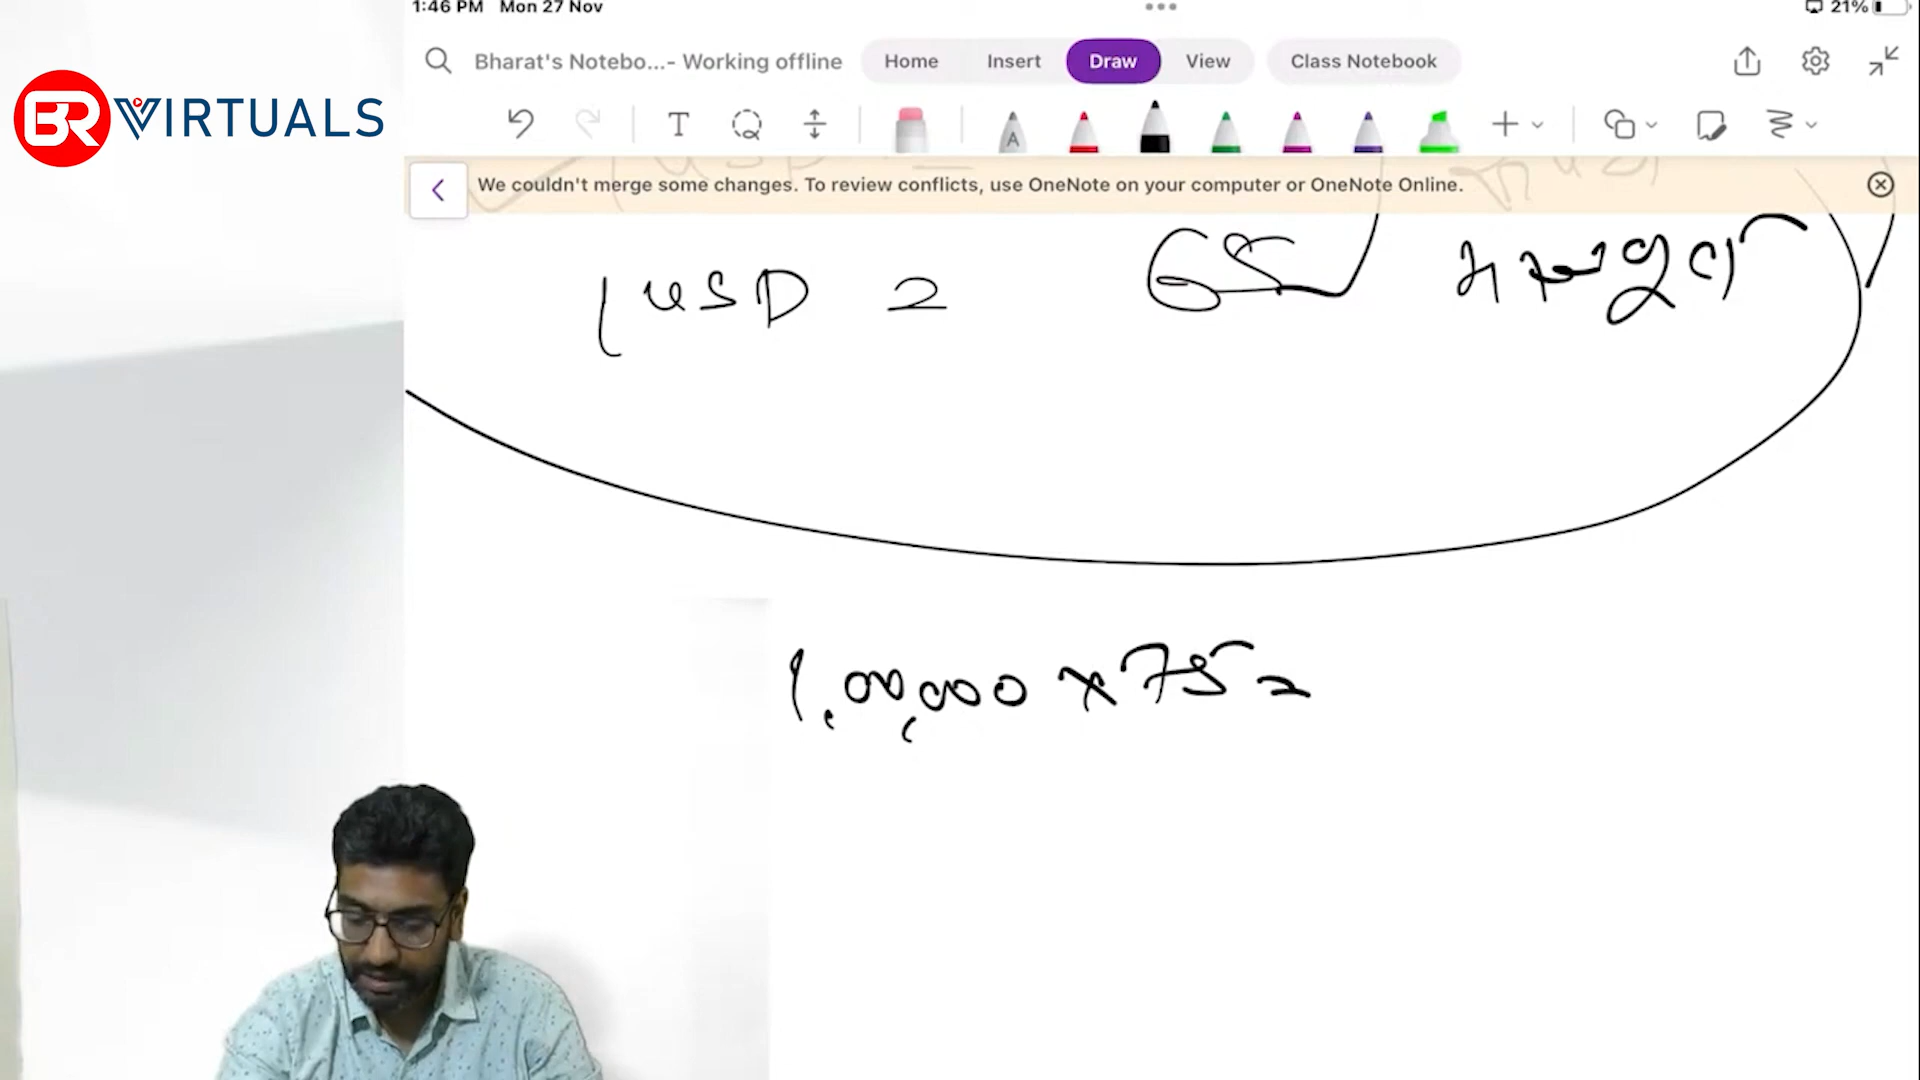 1:46 PM Mon 27 Nov
21%
BR VIRTUALS
Bharat's Notebo...- Working offline
Home Insert Draw View Class Notebook
T
A
We couldn't merge some changes. To review conflicts, use OneNote on your computer or OneNote Online.
1 USD = 65
1,00,000 × 75 =